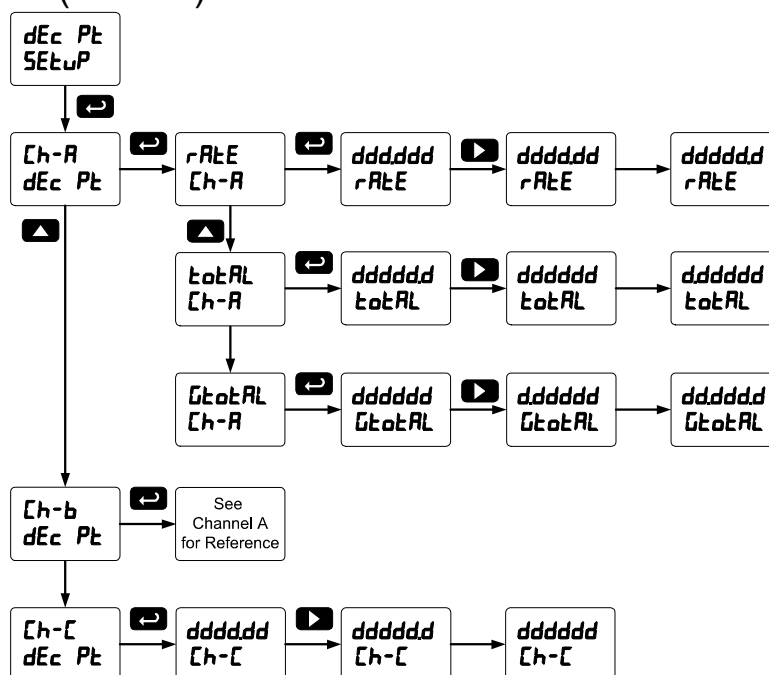 dEc Pt
SEtuP
Ch-A
dEc Pt
rAtE
Ch-A
ddd.ddd
rAtE
dddd.dd
rAtE
ddddd.d
rAtE
totAL
Ch-A
ddddd.d
totAL
dddddd
totAL
d.ddddd
totAL
GtotAL
Ch-A
dddddd
GtotAL
d.ddddd
GtotAL
dd.ddd.d
GtotAL
Ch-b
dEc Pt
See
Channel A
for Reference
Ch-C
dEc Pt
dddd.dd
Ch-C
ddddd.d
Ch-C
dddddd
Ch-C